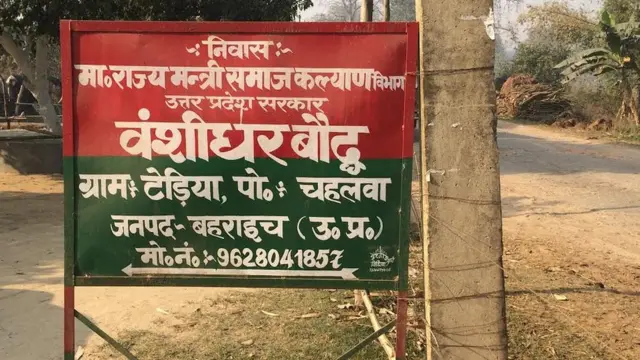 -: निवास :-
मा० राज्य मन्त्री समाज कल्याण विभाग
उत्तर प्रदेश सरकार
वंशीधर बौद्ध
ग्राम : टेड़िया, पो० : चहलवा
जनपद- बहराइच ( उ० प्र० )
मो० नं० :- 9628041857